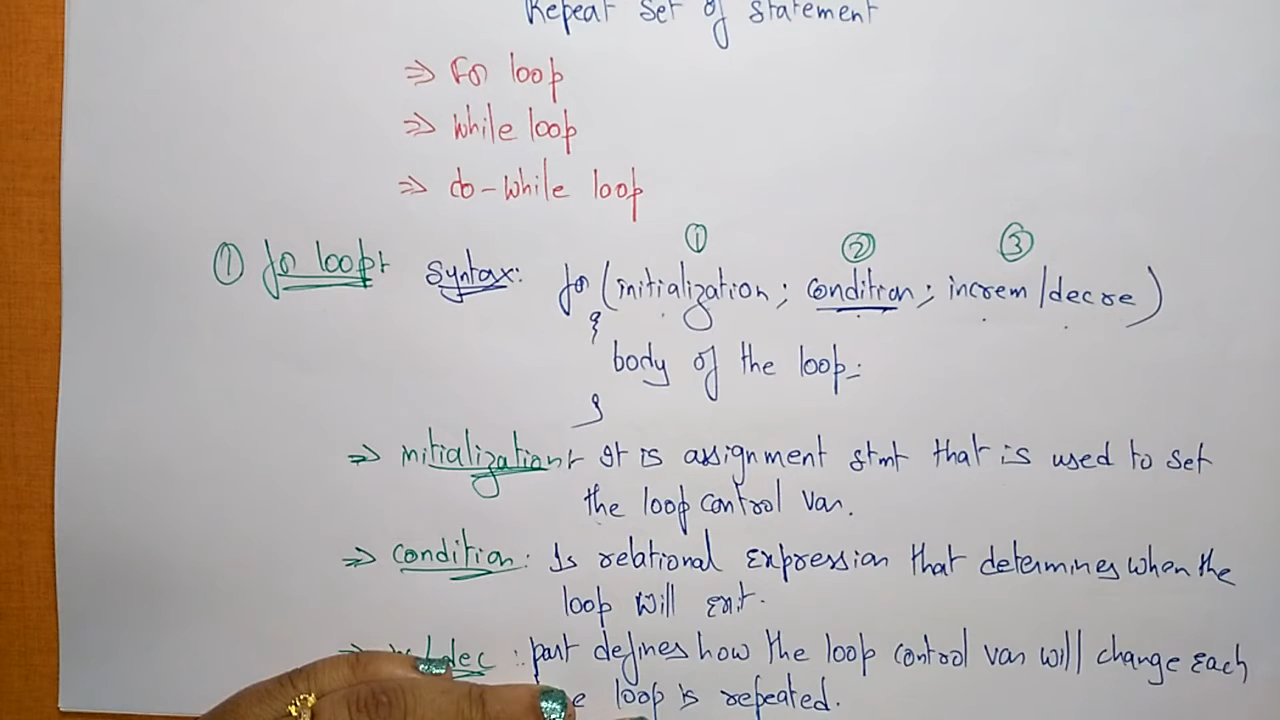 Repeat set of statement
⇒ for loop
⇒ while loop
⇒ do-while loop
① ② ③
① for loop:- Syntax: for (initialization; condition; increm/decre)
{
body of the loop;
}
⇒ initialization:- It is assignment stmt that is used to set
the loop control var.
⇒ condition: Is relational expression that determines when the
loop will exit.
⇒ dec : part defines how the loop control var will change each
loop is repeated.